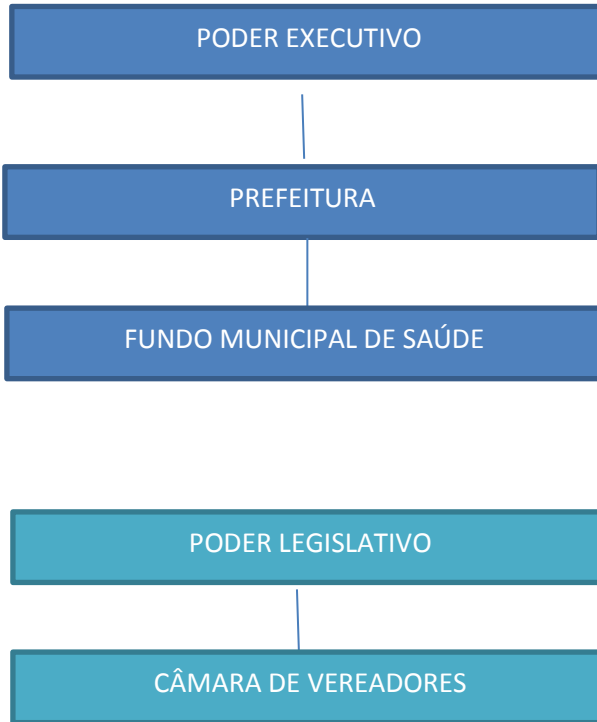 PODER EXECUTIVO
PREFEITURA
FUNDO MUNICIPAL DE SAÚDE
PODER LEGISLATIVO
CÂMARA DE VEREADORES